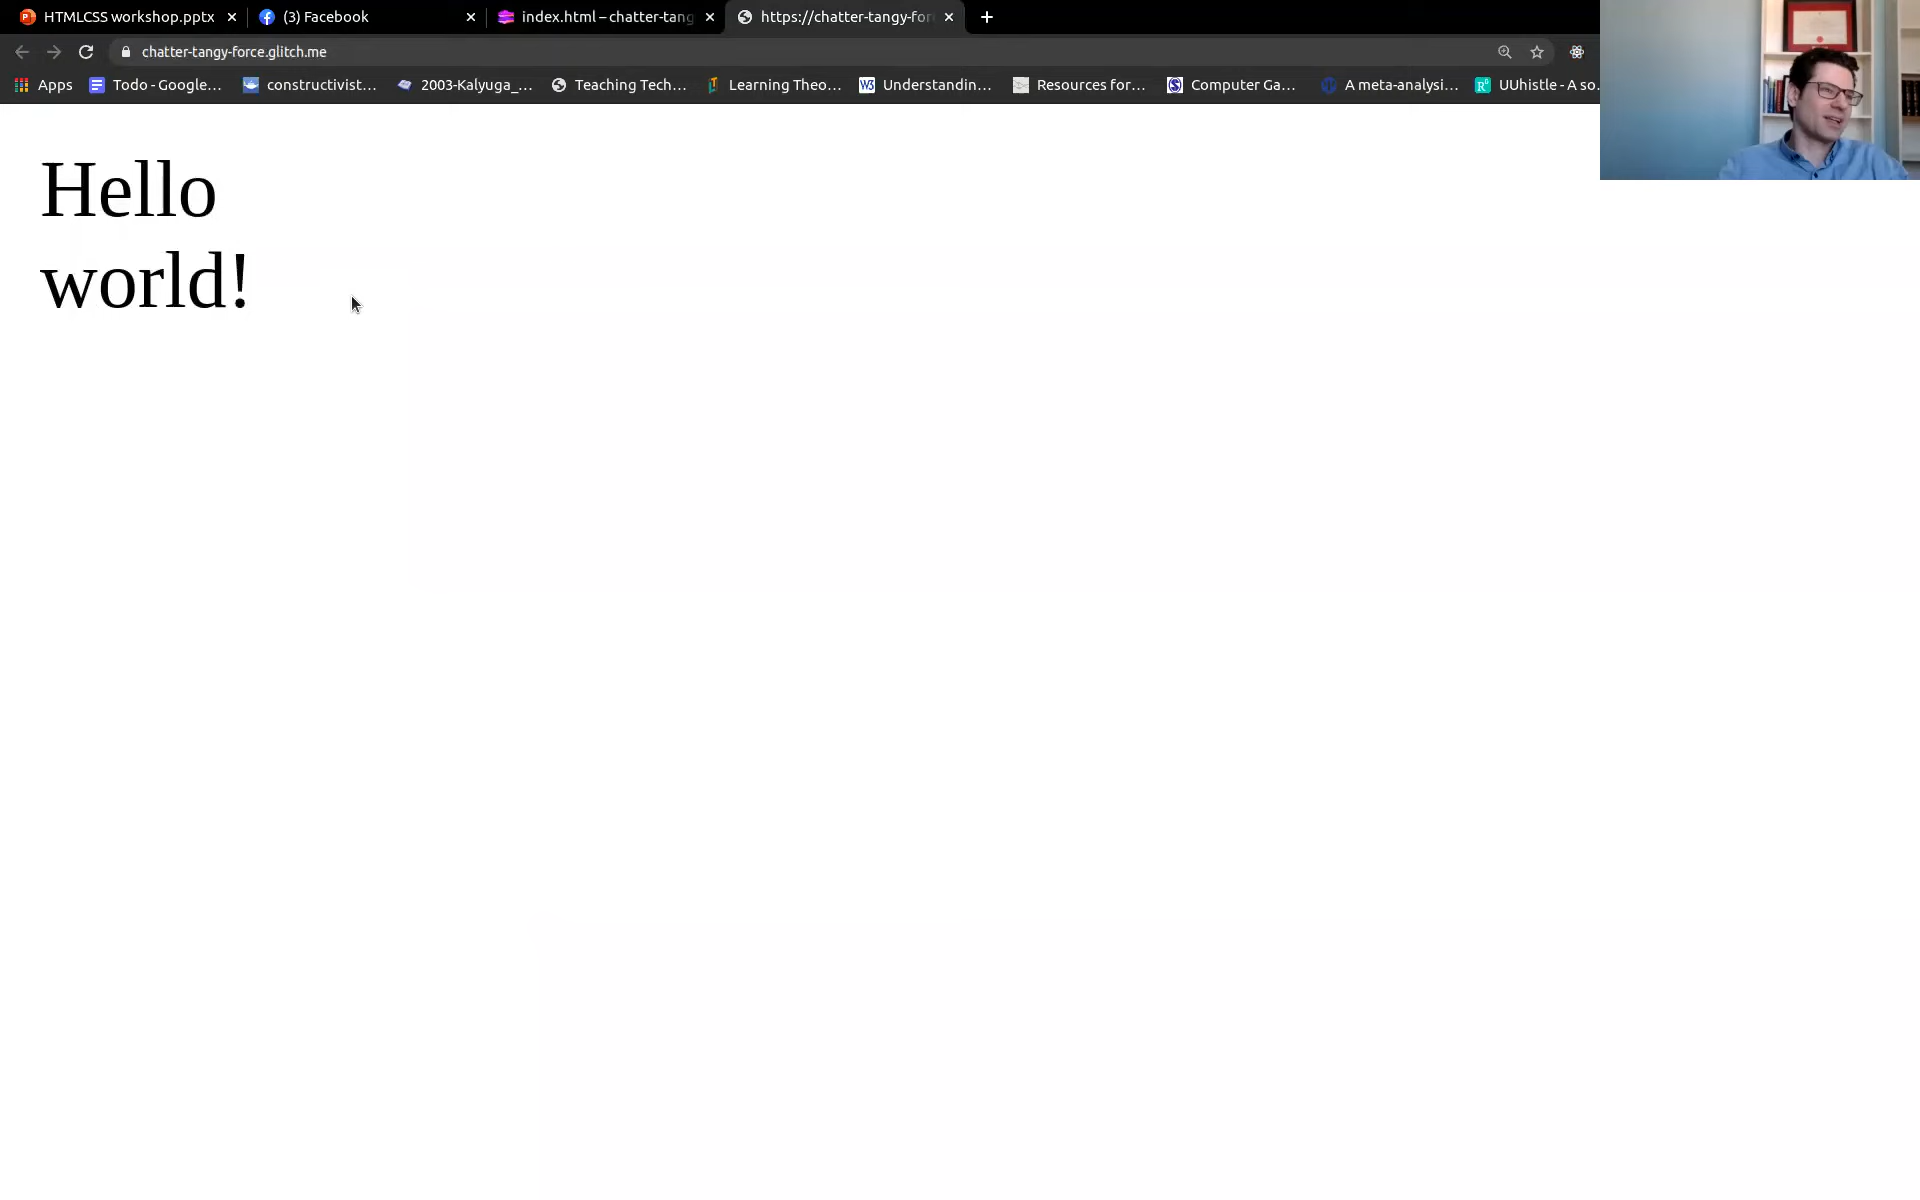 HTMLCSS workshop.pptx
(3) Facebook
index.html – chatter-tang
https://chatter-tangy-for
chatter-tangy-force.glitch.me
Apps
Todo - Google...
constructivist...
2003-Kalyuga_...
Teaching Tech...
Learning Theo...
Understandin...
Resources for...
Computer Ga...
A meta-analysi...
UUhistle - A so
Hello
world!